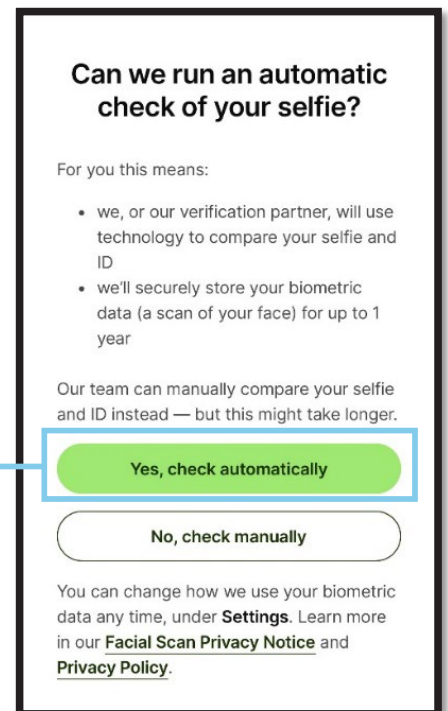 Can we run an automatic
check of your selfie?
For you this means:
• we, or our verification partner, will use
technology to compare your selfie and
ID
• we'll securely store your biometric
data (a scan of your face) for up to 1
year
Our team can manually compare your selfie
and ID instead — but this might take longer.
Yes, check automatically
No, check manually
You can change how we use your biometric
data any time, under Settings. Learn more
in our Facial Scan Privacy Notice and
Privacy Policy.